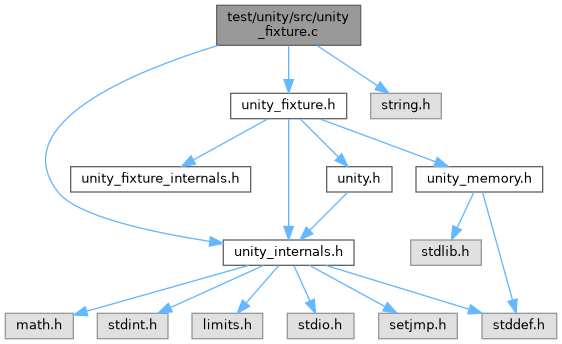 test/unity/src/unity
_fixture.c
unity_fixture.h
string.h
unity_fixture_internals.h
unity.h
unity_memory.h
unity_internals.h
stdlib.h
math.h
stdint.h
limits.h
stdio.h
setjmp.h
stddef.h